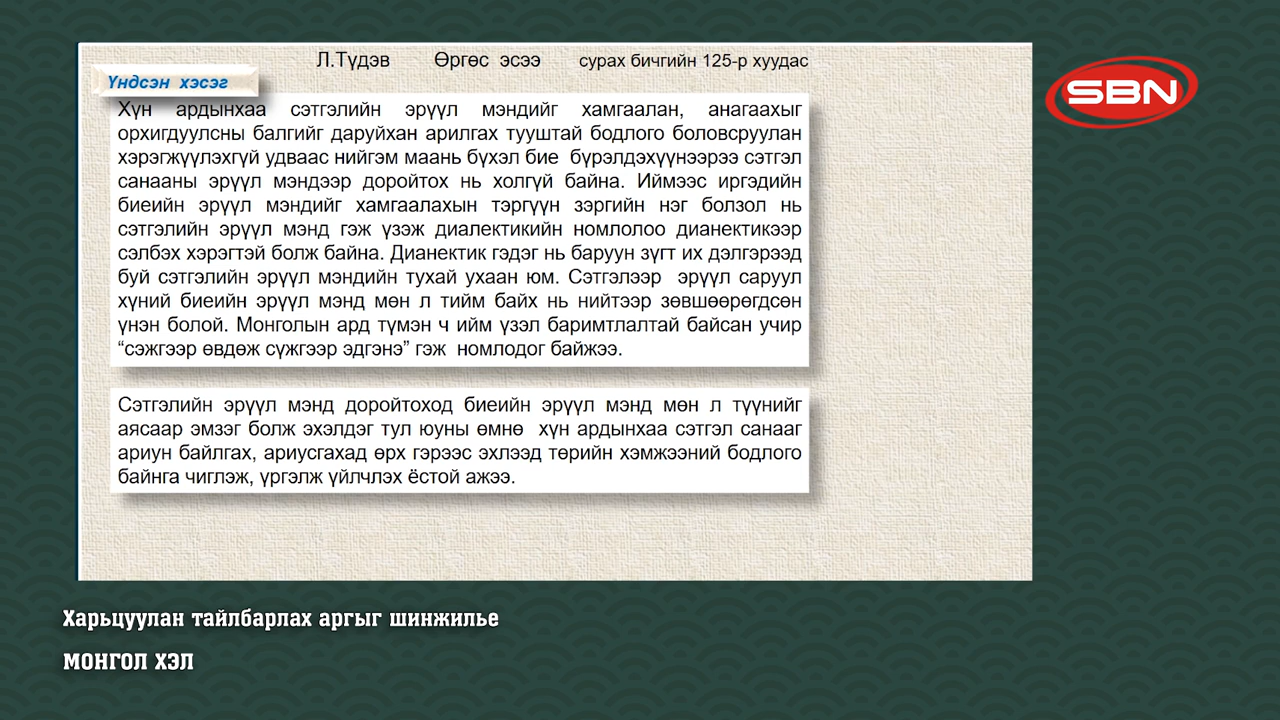 Л.Түдэв Өргөс эсээ сурах бичгийн 125-р хуудас
SBN
Үндсэн хэсэг
Хүн ардынхаа сэтгэлийн эрүүл мэндийг хамгаалан, анагаахыг
орхигдуулсны балгийг даруйхан арилгах тууштай бодлого боловсруулан
хэрэгжүүлэхгүй удваас нийгэм маань бүхэл бие бүрэлдэхүүнээрээ сэтгэл
санааны эрүүл мэндээр доройтох нь холгүй байна. Иймээс иргэдийн
биеийн эрүүл мэндийг хамгаалахын тэргүүн зэргийн нэг болзол нь
сэтгэлийн эрүүл мэнд гэж үзэж диалектикийн номлолоо дианектикээр
сэлбэх хэрэгтэй болж байна. Дианектик гэдэг нь баруун зүгт их дэлгэрээд
буй сэтгэлийн эрүүл мэндийн тухай ухаан юм. Сэтгэлээр эрүүл саруул
хүний биеийн эрүүл мэнд мөн л тийм байх нь нийтээр зөвшөөрөгдсөн
үнэн болой. Монголын ард түмэн ч ийм үзэл баримтлалтай байсан учир
“сэжгээр өвдөж сүжгээр эдгэнэ” гэж номлодог байжээ.
Сэтгэлийн эрүүл мэнд доройтоход биеийн эрүүл мэнд мөн л түүнийг
аясаар эмзэг болж эхэлдэг тул юуны өмнө хүн ардынхаа сэтгэл санааг
ариун байлгах, ариусгахад өрх гэрээс эхлээд төрийн хэмжээний бодлого
байнга чиглэж, үргэлж үйлчлэх ёстой ажээ.
Харьцуулан тайлбарлах аргыг шинжилье
МОНГОЛ ХЭЛ